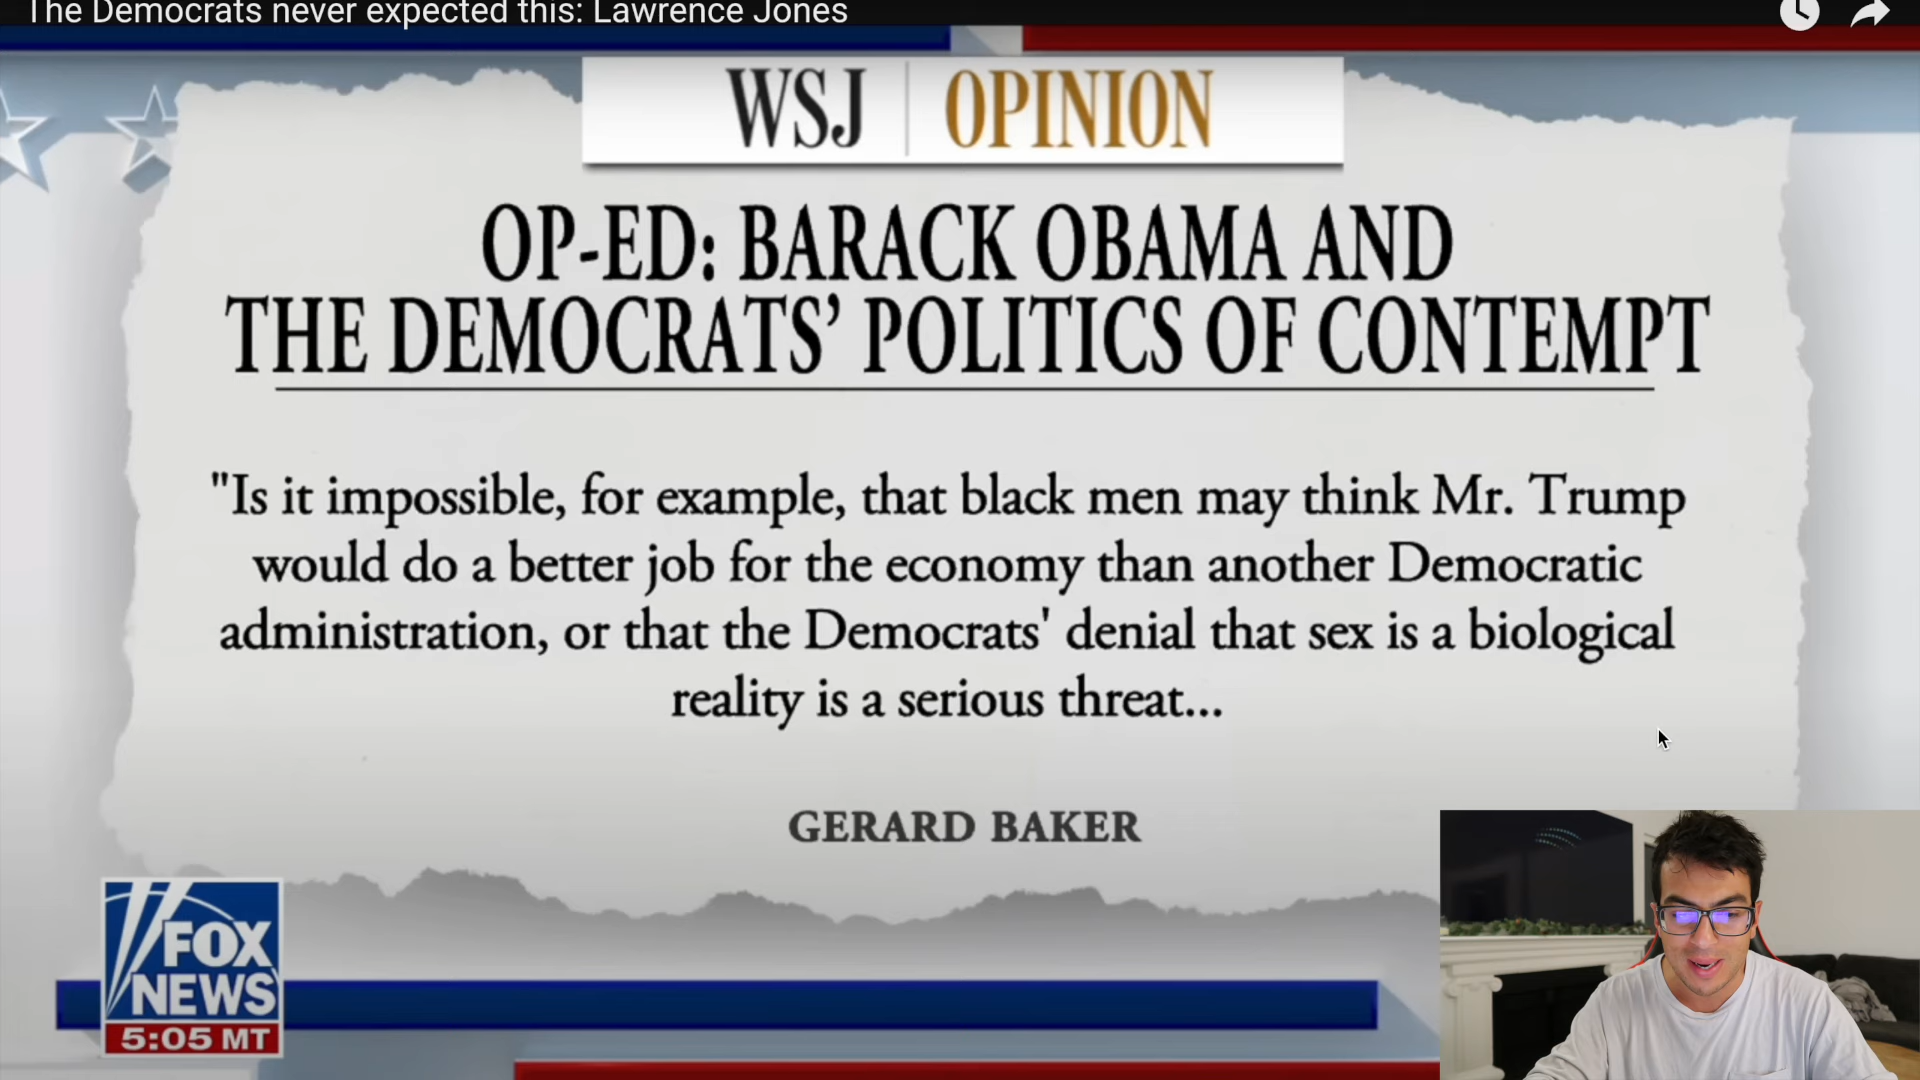 The Democrats never expected this: Lawrence Jones
WSJ | OPINION
OP-ED: BARACK OBAMA AND
THE DEMOCRATS' POLITICS OF CONTEMPT
"Is it impossible, for example, that black men may think Mr. Trump
would do a better job for the economy than another Democratic
administration, or that the Democrats' denial that sex is a biological
reality is a serious threat...
GERARD BAKER
FOX
NEWS
5:05 MT